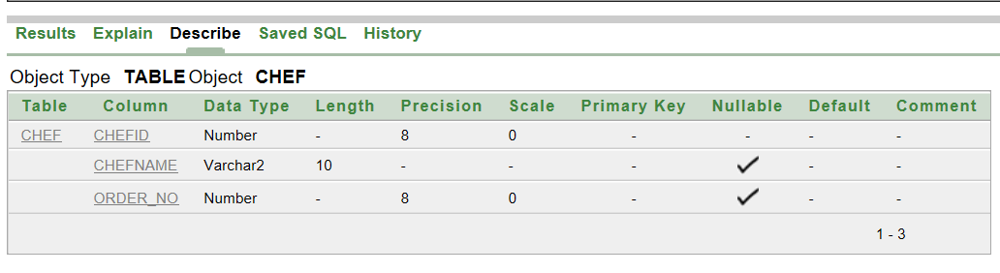 Results Explain Describe Saved SQL History
Object Type TABLE Object CHEF
Table Column Data Type Length Precision Scale Primary Key Nullable Default Comment
CHEF CHEFID Number - 8 0 - - - -
CHEFNAME Varchar2 10 - - - - -
ORDER_NO Number - 8 0 - - -
1 - 3